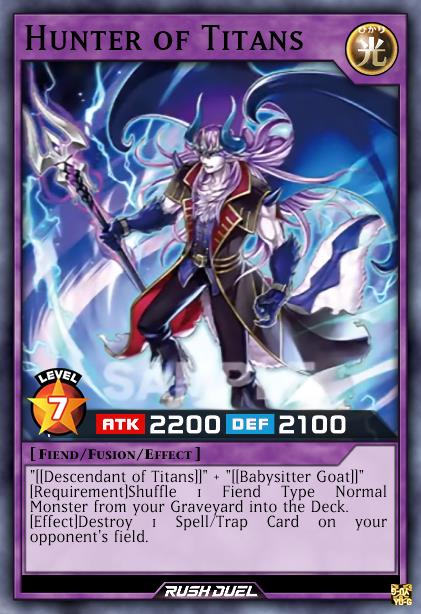 Hunter of Titans
ひかり
光
SAMPLE
LEVEL
7
ATK 2200 DEF 2100
[ Fiend/Fusion/Effect ]
"[[Descendant of Titans]]" + "[[Babysitter Goat]]"
[Requirement]Shuffle 1 Fiend Type Normal
Monster from your Graveyard into the Deck.
[Effect]Destroy 1 Spell/Trap Card on your
opponent's field.
RUSH DUEL